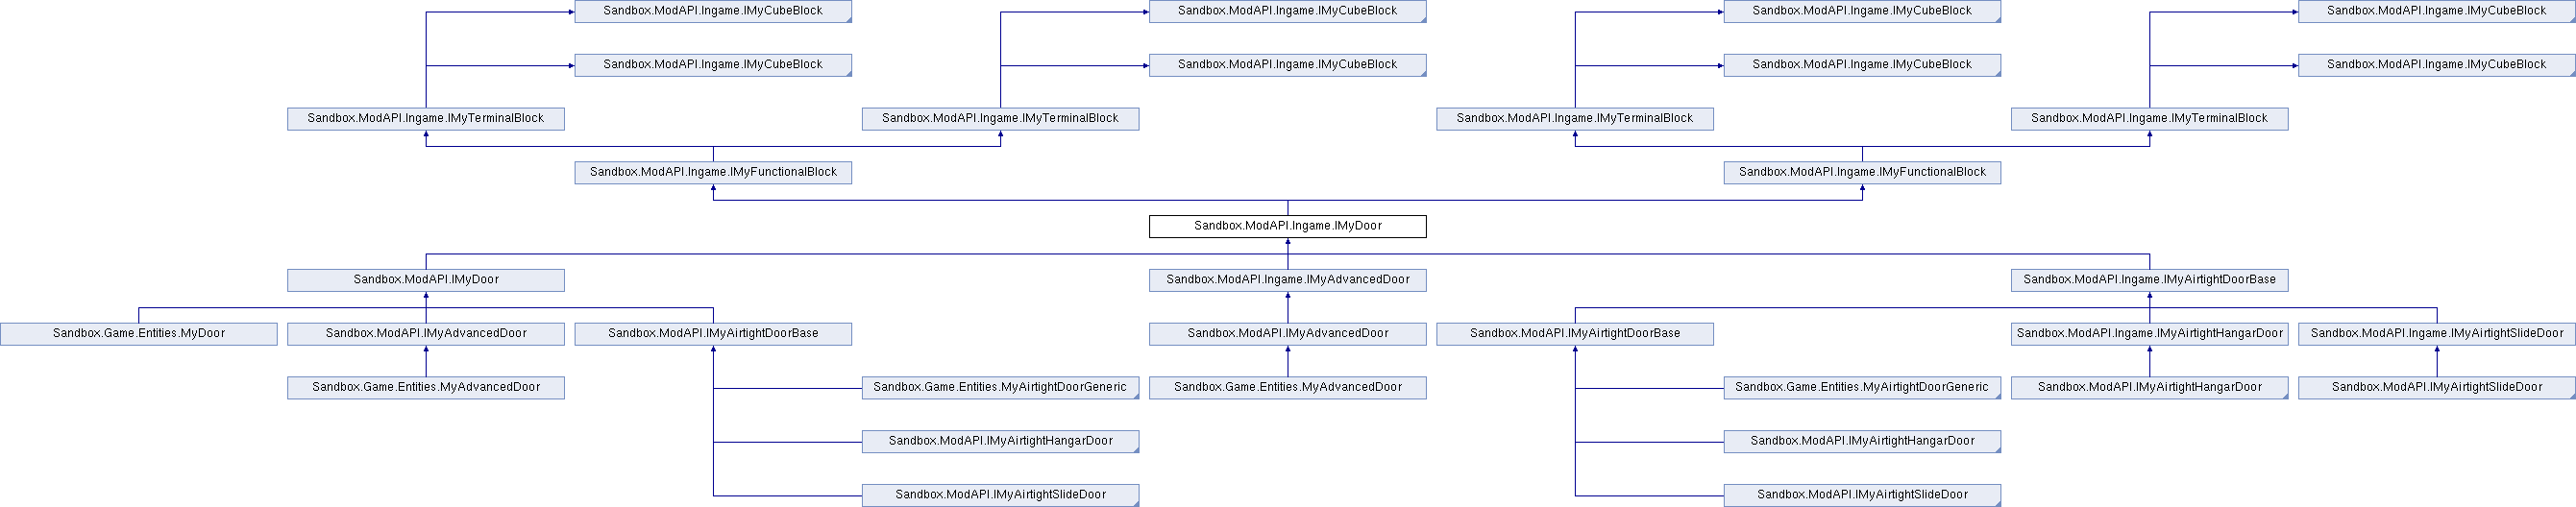 Sandbox.ModAPI.Ingame.IMyCubeBlock
Sandbox.ModAPI.Ingame.IMyCubeBlock
Sandbox.ModAPI.Ingame.IMyCubeBlock
Sandbox.ModAPI.Ingame.IMyCubeBlock
Sandbox.ModAPI.Ingame.IMyCubeBlock
Sandbox.ModAPI.Ingame.IMyCubeBlock
Sandbox.ModAPI.Ingame.IMyCubeBlock
Sandbox.ModAPI.Ingame.IMyCubeBlock
Sandbox.ModAPI.Ingame.IMyTerminalBlock
Sandbox.ModAPI.Ingame.IMyTerminalBlock
Sandbox.ModAPI.Ingame.IMyTerminalBlock
Sandbox.ModAPI.Ingame.IMyTerminalBlock
Sandbox.ModAPI.Ingame.IMyFunctionalBlock
Sandbox.ModAPI.Ingame.IMyFunctionalBlock
Sandbox.ModAPI.Ingame.IMyDoor
Sandbox.ModAPI.IMyDoor
Sandbox.ModAPI.Ingame.IMyAdvancedDoor
Sandbox.ModAPI.Ingame.IMyAirtightDoorBase
Sandbox.Game.Entities.MyDoor
Sandbox.ModAPI.IMyAdvancedDoor
Sandbox.ModAPI.IMyAirtightDoorBase
Sandbox.ModAPI.IMyAdvancedDoor
Sandbox.ModAPI.IMyAirtightDoorBase
Sandbox.ModAPI.Ingame.IMyAirtightHangarDoor
Sandbox.ModAPI.Ingame.IMyAirtightSlideDoor
Sandbox.Game.Entities.MyAdvancedDoor
Sandbox.Game.Entities.MyAirtightDoorGeneric
Sandbox.Game.Entities.MyAdvancedDoor
Sandbox.Game.Entities.MyAirtightDoorGeneric
Sandbox.ModAPI.IMyAirtightHangarDoor
Sandbox.ModAPI.IMyAirtightSlideDoor
Sandbox.ModAPI.IMyAirtightHangarDoor
Sandbox.ModAPI.IMyAirtightHangarDoor
Sandbox.ModAPI.IMyAirtightSlideDoor
Sandbox.ModAPI.IMyAirtightSlideDoor